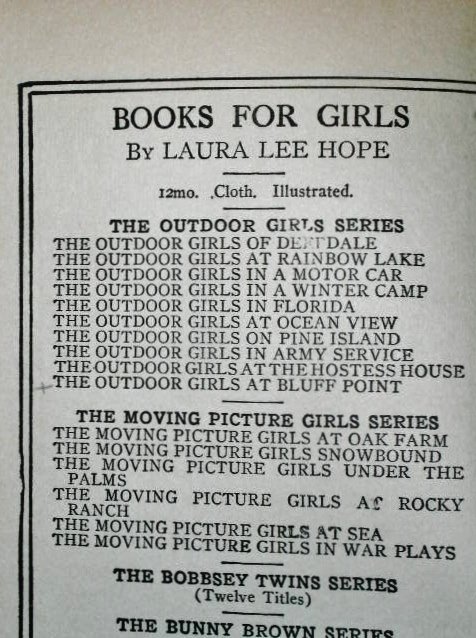 BOOKS FOR GIRLS
By LAURA LEE HOPE
12mo. Cloth. Illustrated.
THE OUTDOOR GIRLS SERIES
THE OUTDOOR GIRLS OF DEEPDALE
THE OUTDOOR GIRLS AT RAINBOW LAKE
THE OUTDOOR GIRLS IN A MOTOR CAR
THE OUTDOOR GIRLS IN A WINTER CAMP
THE OUTDOOR GIRLS IN FLORIDA
THE OUTDOOR GIRLS AT OCEAN VIEW
THE OUTDOOR GIRLS ON PINE ISLAND
THE OUTDOOR GIRLS IN ARMY SERVICE
THE OUTDOOR GIRLS AT THE HOSTESS HOUSE
THE OUTDOOR GIRLS AT BLUFF POINT
THE MOVING PICTURE GIRLS SERIES
THE MOVING PICTURE GIRLS AT OAK FARM
THE MOVING PICTURE GIRLS SNOWBOUND
THE MOVING PICTURE GIRLS UNDER THE
PALMS
THE MOVING PICTURE GIRLS AT ROCKY
RANCH
THE MOVING PICTURE GIRLS AT SEA
THE MOVING PICTURE GIRLS IN WAR PLAYS
THE BOBBSEY TWINS SERIES
(Twelve Titles)
THE BUNNY BROWN SERIES